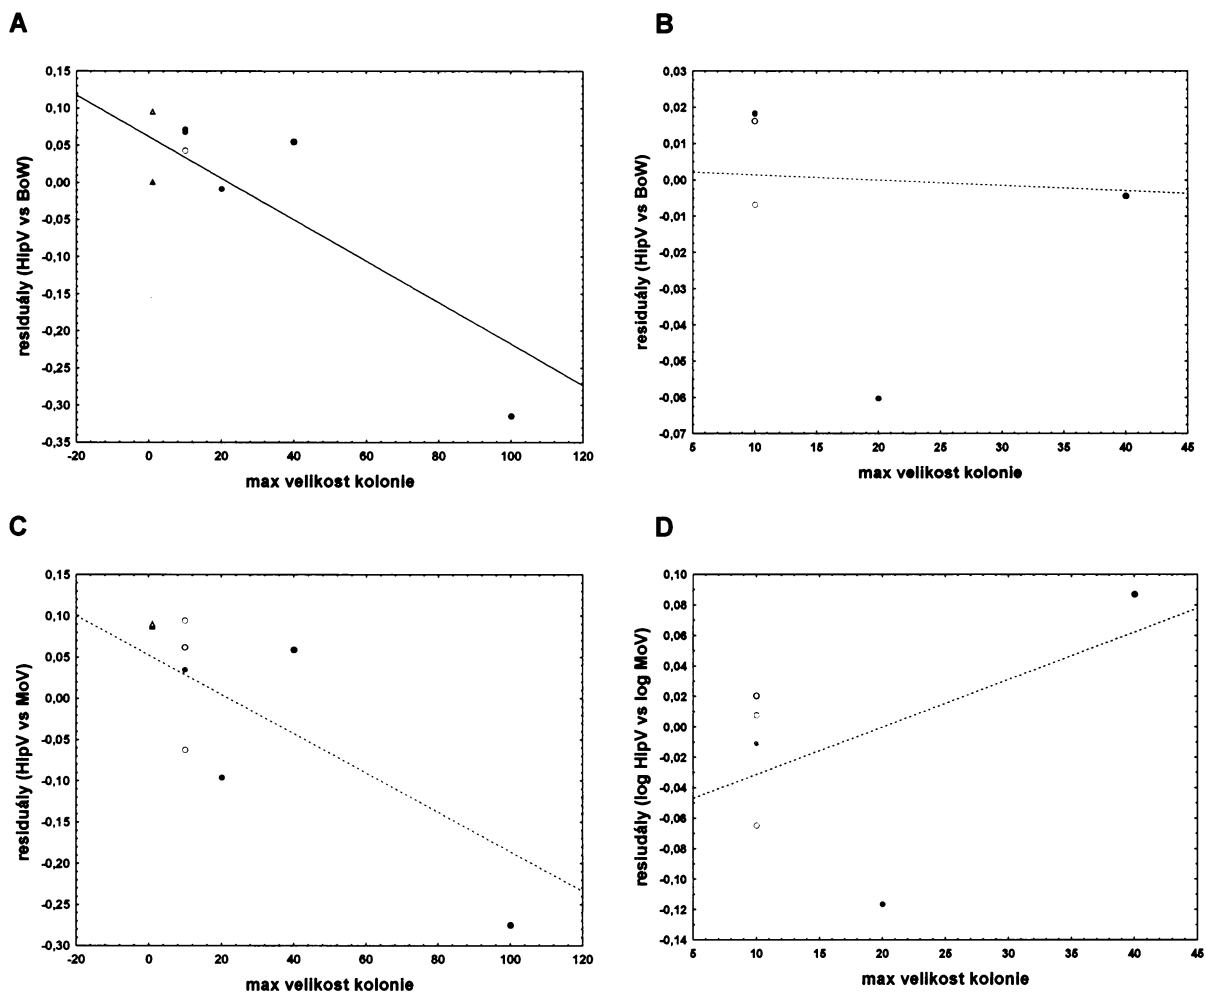 A
0,15
0,10
0,05
0,00
-0,05
-0,10
-0,15
-0,20
-0,25
-0,30
-0,35
-20 0 20 40 60 80 100 120
residuály (HipV vs BoW)
max velikost kolonie
B
0,03
0,02
0,01
0,00
-0,01
-0,02
-0,03
-0,04
-0,05
-0,06
-0,07
5 10 15 20 25 30 35 40 45
residuály (HipV vs BoW)
max velikost kolonie
C
0,15
0,10
0,05
0,00
-0,05
-0,10
-0,15
-0,20
-0,25
-0,30
-20 0 20 40 60 80 100 120
residuály (HipV vs MoV)
max velikost kolonie
D
0,10
0,08
0,06
0,04
0,02
0,00
-0,02
-0,04
-0,06
-0,08
-0,10
-0,12
-0,14
5 10 15 20 25 30 35 40 45
resiudály (log HipV vs log MoV)
max velikost kolonie